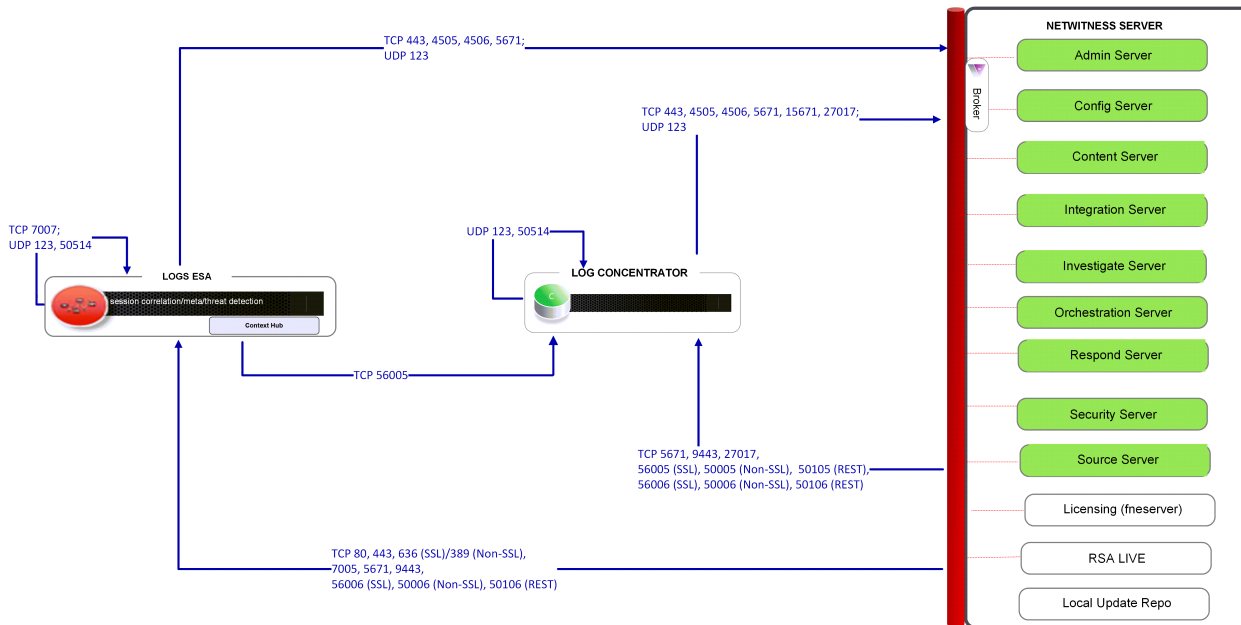 NETWITNESS SERVER
TCP 443, 4505, 4506, 5671;
UDP 123
Admin Server
Broker
Config Server
TCP 443, 4505, 4506, 5671, 15671, 27017;
UDP 123
Content Server
Integration Server
TCP 7007;
UDP 123, 50514
UDP 123, 50514
Investigate Server
LOGS ESA
LOG CONCENTRATOR
session correlation/meta/threat detection
C
Context Hub
Orchestration Server
Respond Server
TCP 56005
Security Server
TCP 5671, 9443, 27017,
56005 (SSL), 50005 (Non-SSL), 50105 (REST),
56006 (SSL), 50006 (Non-SSL), 50106 (REST)
Source Server
Licensing (fneserver)
TCP 80, 443, 636 (SSL)/389 (Non-SSL),
7005, 5671, 9443,
56006 (SSL), 50006 (Non-SSL), 50106 (REST)
RSA LIVE
Local Update Repo